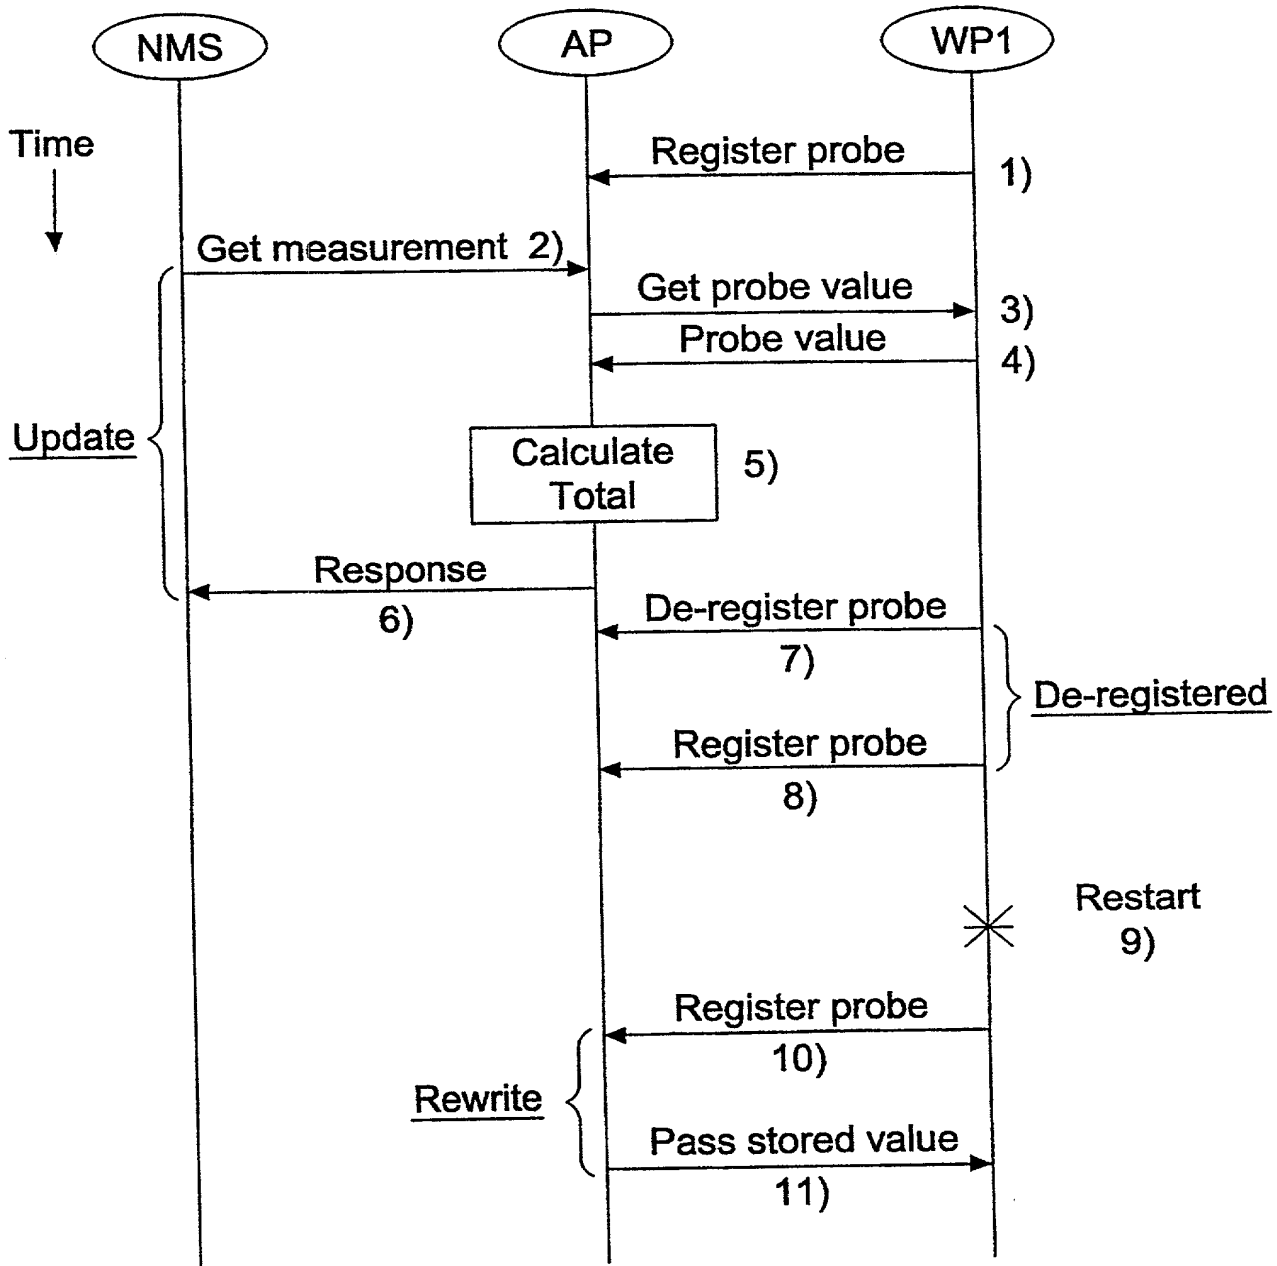 NMS
AP
WP1
Time
Register probe
1)
Get measurement 2)
Get probe value
3)
Probe value
4)
Update
Calculate
Total
5)
Response
6)
De-register probe
7)
De-registered
Register probe
8)
Restart
9)
Register probe
10)
Rewrite
Pass stored value
11)